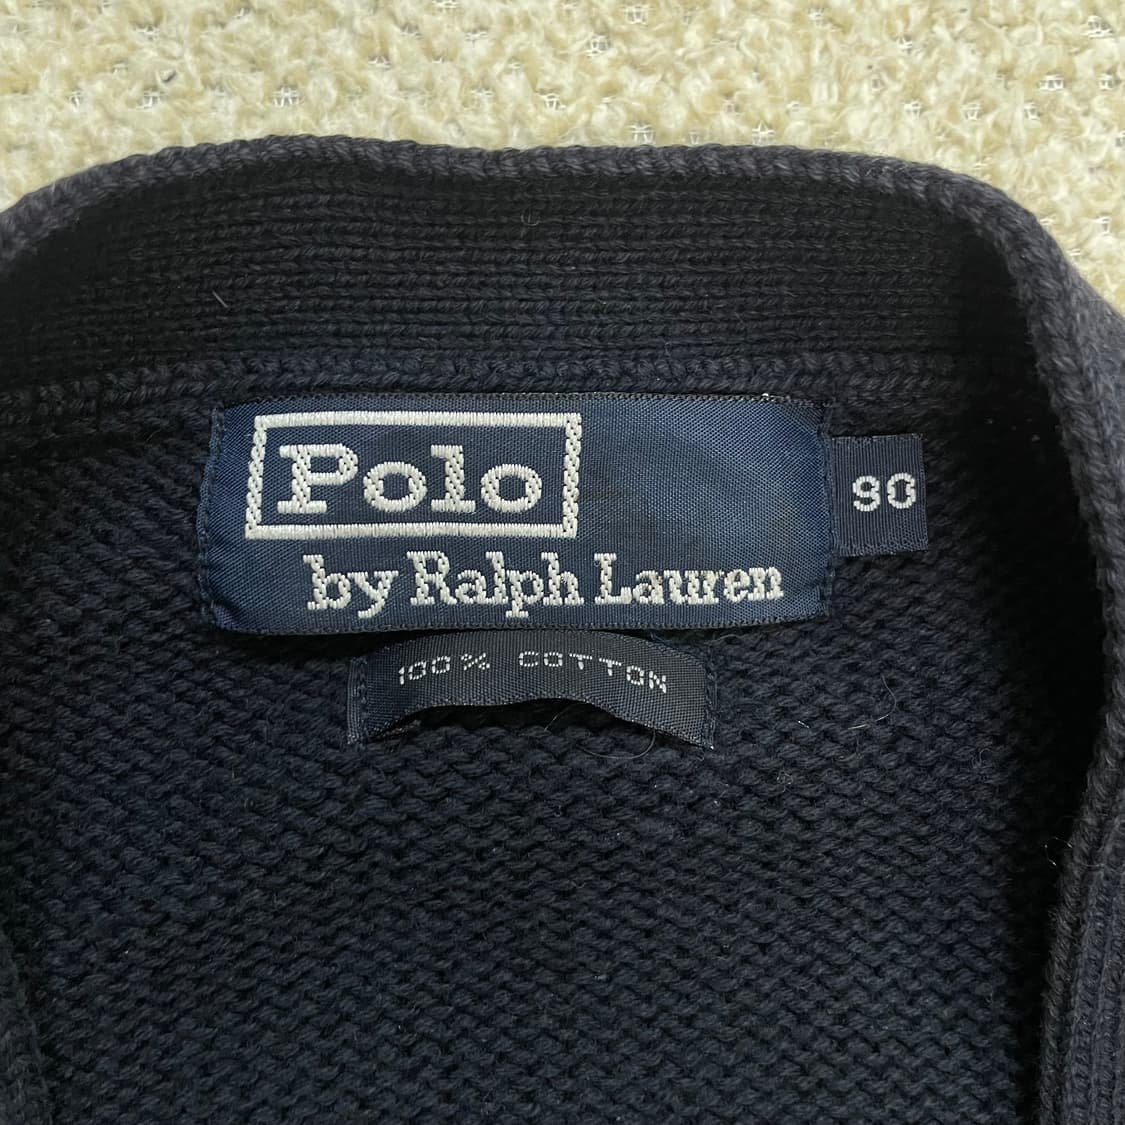 Polo
by Ralph Lauren
90
100% COTTON